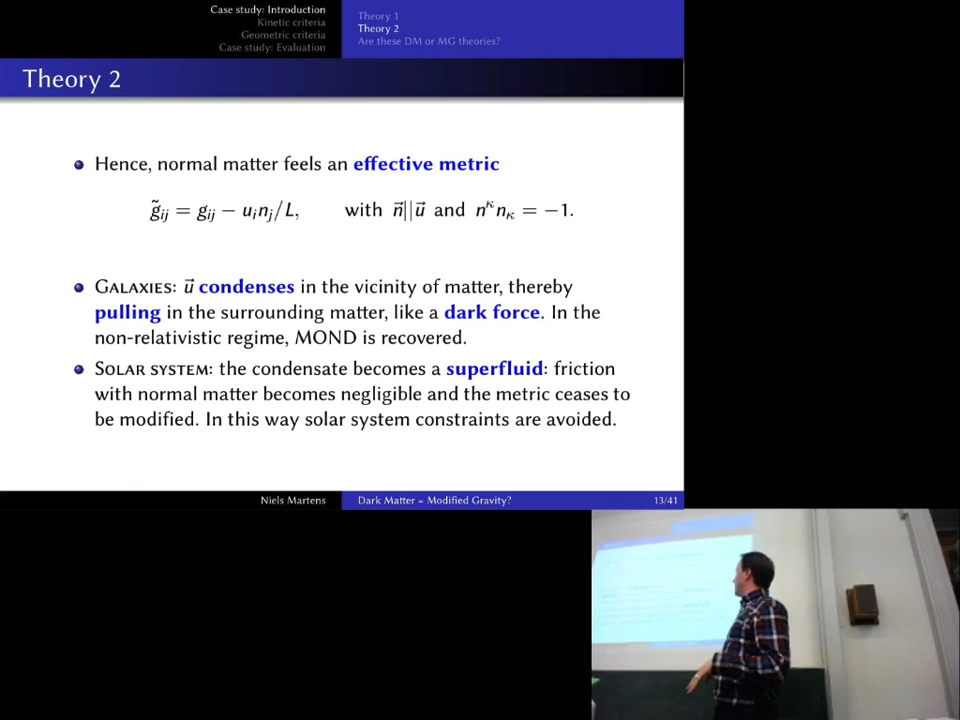 Case study: Introduction
Kinetic criteria
Geometric criteria
Case study: Evaluation
Theory 1
Theory 2
Are these DM or MG theories?
Theory 2
Hence, normal matter feels an effective metric
g̃ᵢⱼ = gᵢⱼ − uᵢnⱼ/L, with n⃗||u⃗ and n^κ n_κ = −1.
GALAXIES: u⃗ condenses in the vicinity of matter, thereby
pulling in the surrounding matter, like a dark force. In the
non-relativistic regime, MOND is recovered.
SOLAR SYSTEM: the condensate becomes a superfluid: friction
with normal matter becomes negligible and the metric ceases to
be modified. In this way solar system constraints are avoided.
Niels Martens
Dark Matter = Modified Gravity?
13/41